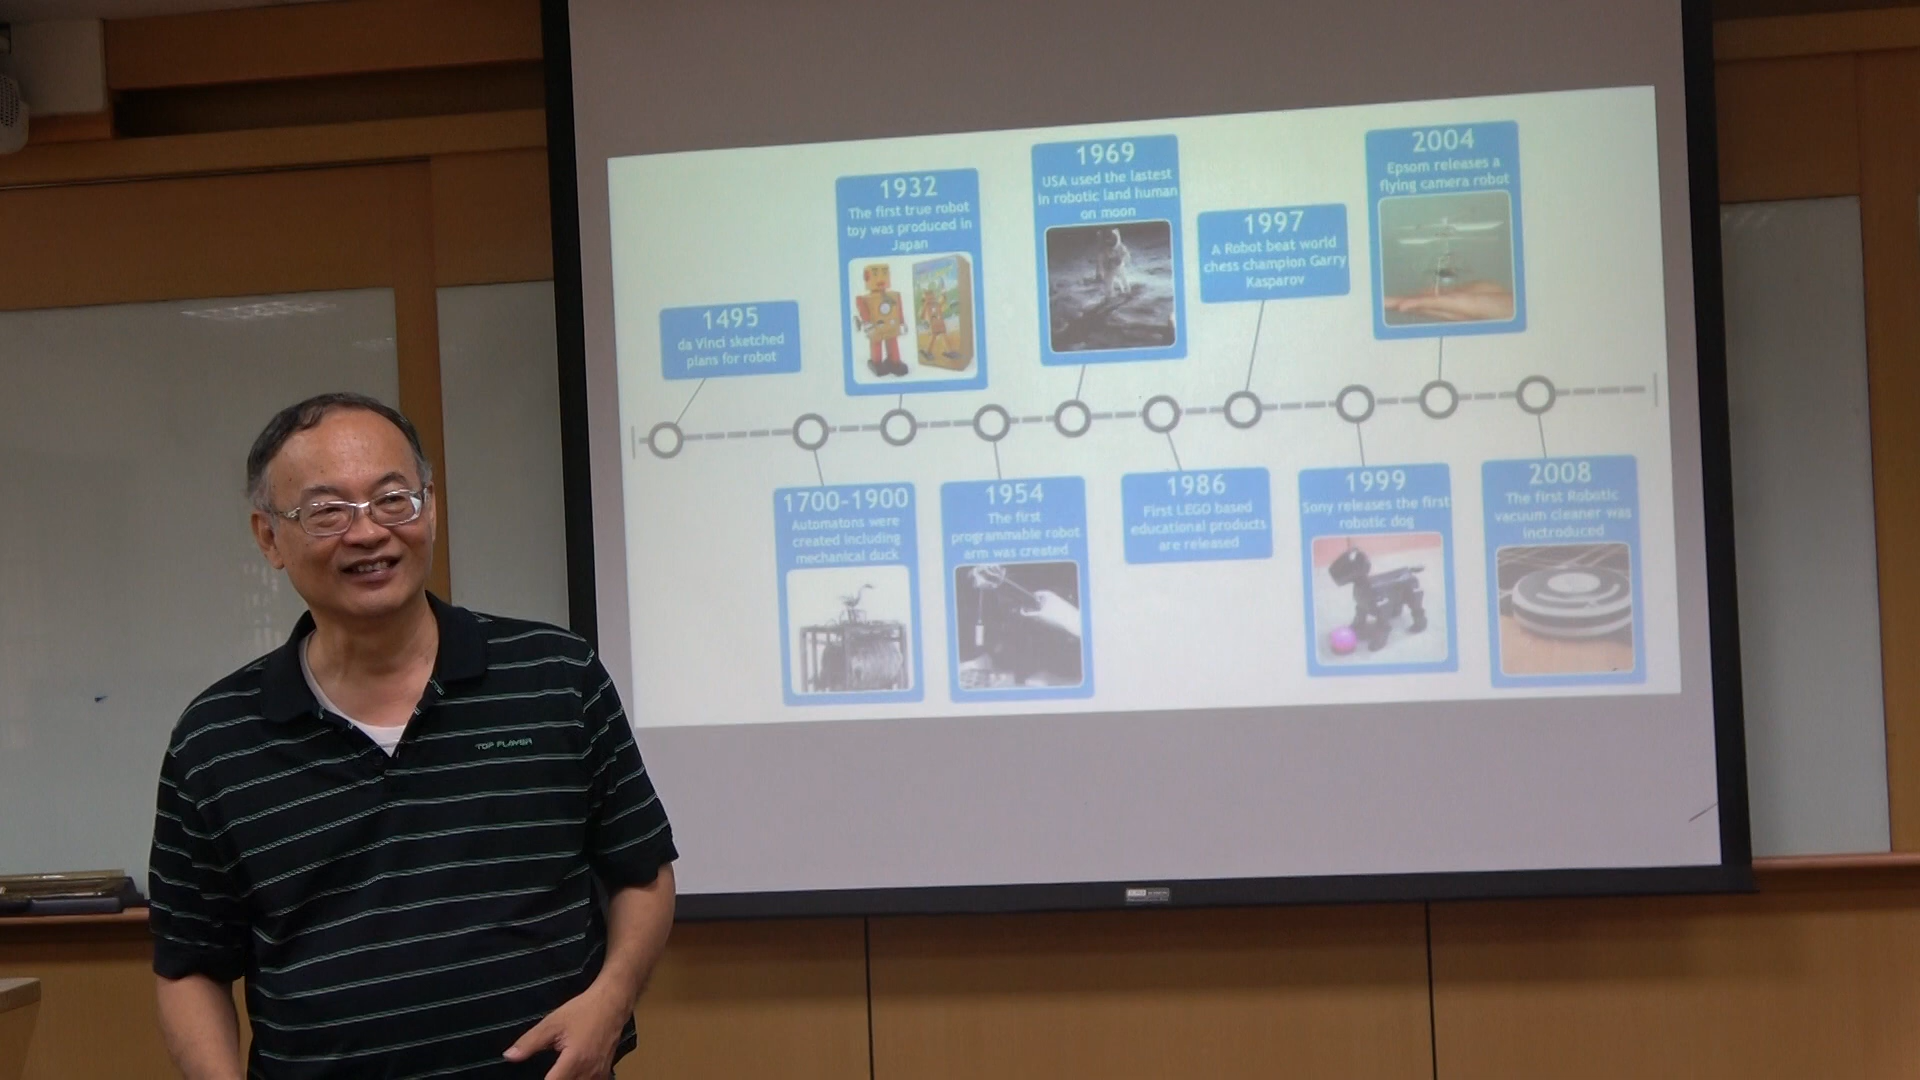 1495
da Vinci sketched
plans for robot
1700-1900
Automatons were
created including
mechanical duck
1932
The first true robot
toy was produced in
Japan
1954
The first
programmable robot
arm was created
1969
USA used the lastest
in robotic land human
on moon
1986
First LEGO based
educational products
are released
1997
A Robot beat world
chess champion Garry
Kasparov
1999
Sony releases the first
robotic dog
2004
Epsom releases a
flying camera robot
2008
The first Robotic
vacuum cleaner was
inctroduced
TOP PLAYER